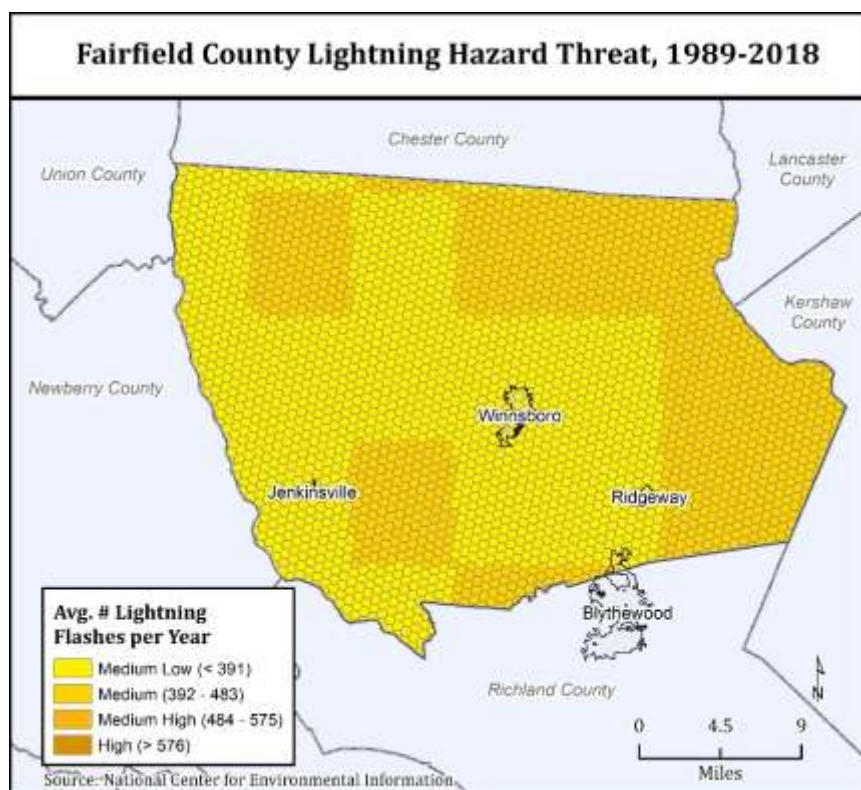 Fairfield County Lightning Hazard Threat, 1989-2018
Chester County
Union County
Lancaster
County
Kershaw
County
Newberry County
Winnsboro
Jenkinsville
Ridgeway
Blythewood
Richland County
Avg. # Lightning
Flashes per Year
Medium Low (< 391)
Medium (392 - 483)
Medium High (484 - 575)
High (> 576)
N
0 4.5 9
Miles
Source: National Center for Environmental Information